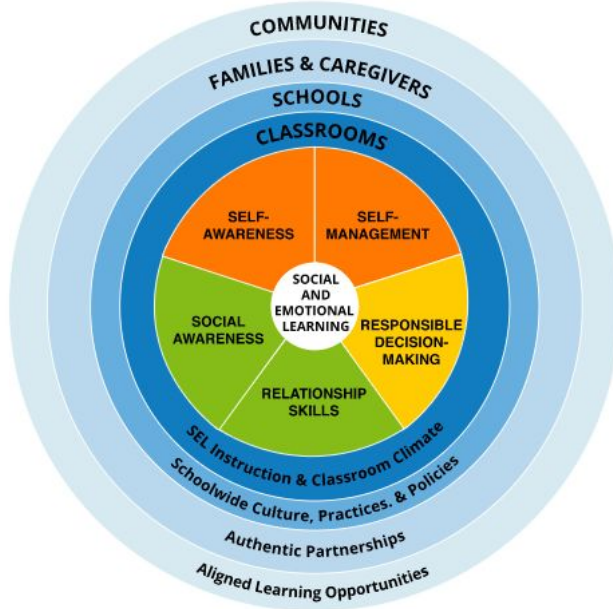 COMMUNITIES
FAMILIES & CAREGIVERS
SCHOOLS
CLASSROOMS
SELF-
AWARENESS
SELF-
MANAGEMENT
SOCIAL
AND
EMOTIONAL
LEARNING
SOCIAL
AWARENESS
RESPONSIBLE
DECISION-
MAKING
RELATIONSHIP
SKILLS
SEL Instruction & Classroom Climate
Schoolwide Culture, Practices. & Policies
Authentic Partnerships
Aligned Learning Opportunities